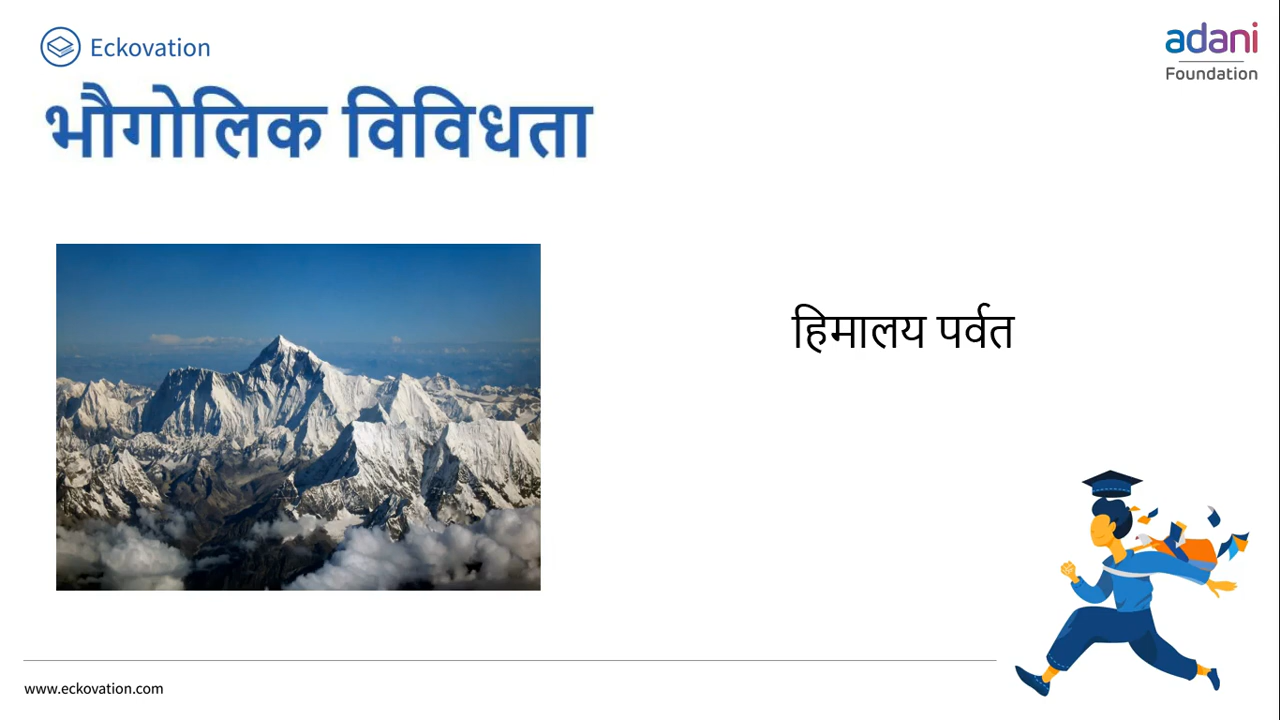 Eckovation
adani
Foundation
भौगोलिक विविधता
हिमालय पर्वत
www.eckovation.com